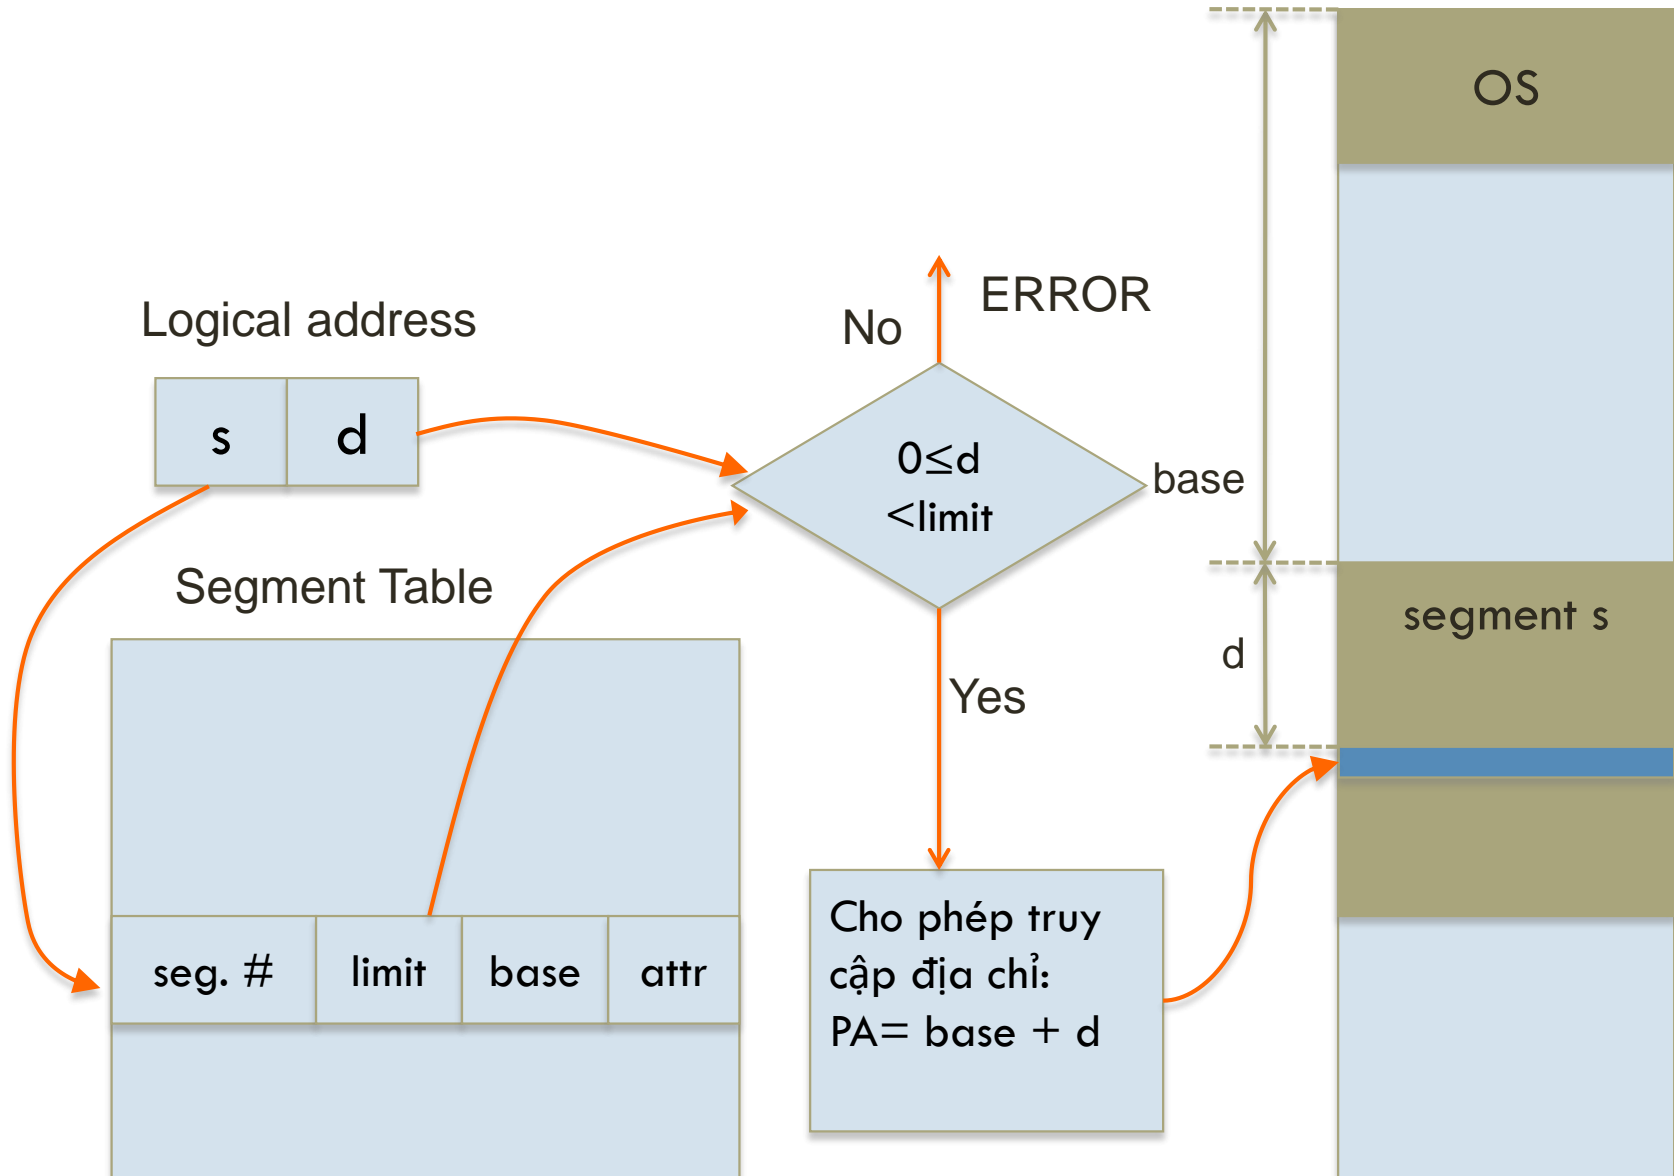 OS
ERROR
No
Logical address
s d
0≤d
<limit
base
Segment Table
segment s
d
Yes
seg. # limit base attr
Cho phép truy
cập địa chỉ:
PA= base + d